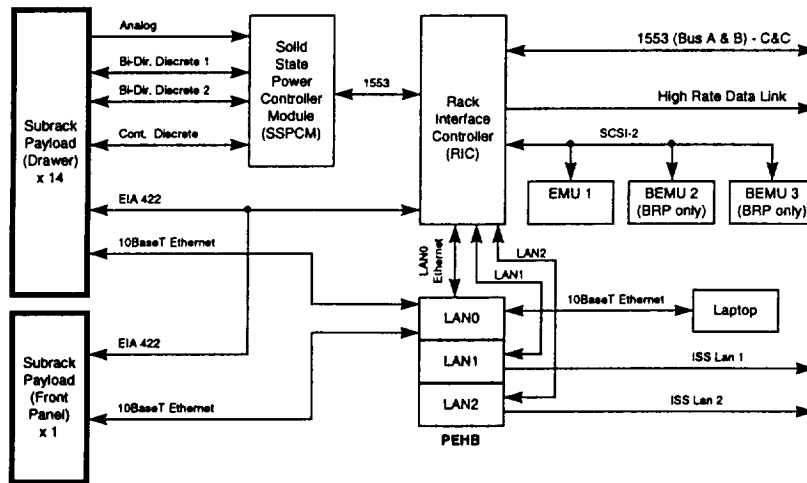 Analog
Bi-Dir. Discrete 1
Bi-Dir. Discrete 2
Cont. Discrete
EIA 422
10BaseT Ethernet
Subrack
Payload
(Drawer)
x 14
Solid
State
Power
Controller
Module
(SSPCM)
1553
Rack
Interface
Controller
(RIC)
1553 (Bus A & B) - C&C
High Rate Data Link
SCSI-2
EMU 1
BEMU 2
(BRP only)
BEMU 3
(BRP only)
LAN0
Ethernet
LAN1
LAN2
10BaseT Ethernet
Laptop
LAN0
LAN1
LAN2
PEHB
ISS Lan 1
ISS Lan 2
Subrack
Payload
(Front
Panel)
x 1
EIA 422
10BaseT Ethernet